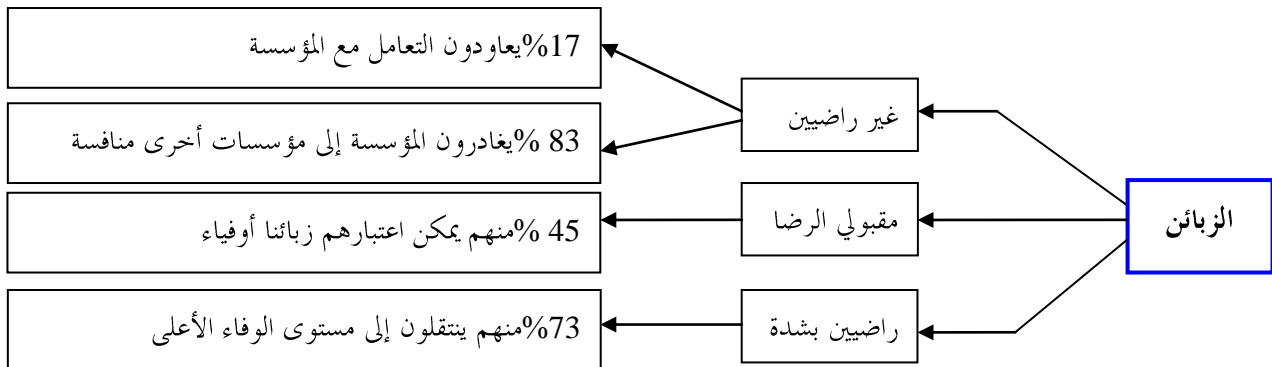 الزبائن
غير راضيين
17%يعاودون التعامل مع المؤسسة
83 %يغادرون المؤسسة إلى مؤسسات أخرى منافسة
مقبولي الرضا
45 %منهم يمكن اعتبارهم زبائنا أوفياء
راضيين بشدة
73%منهم ينتقلون إلى مستوى الوفاء الأعلى